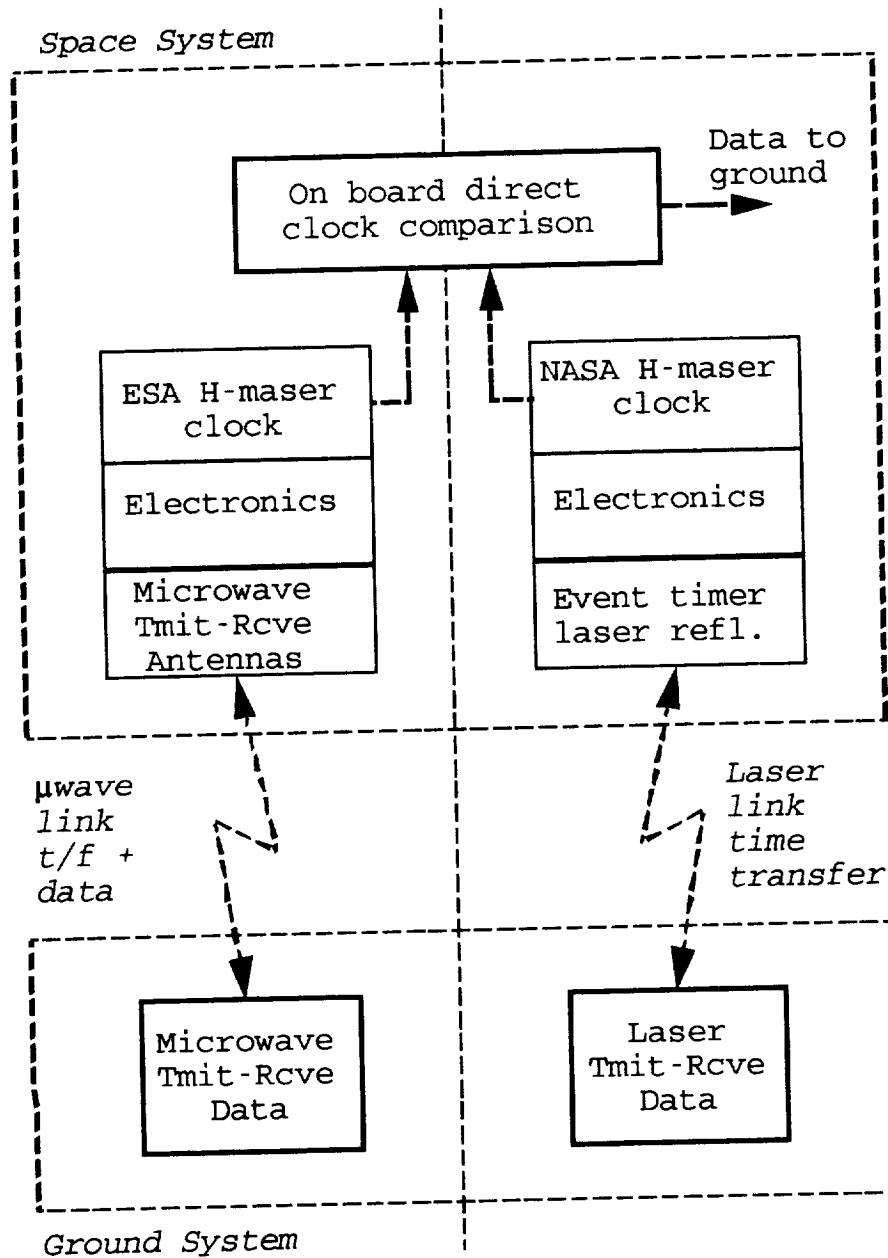 Space System
Data to
ground
On board direct
clock comparison
ESA H-maser
clock
Electronics
Microwave
Tmit-Rcve
Antennas
NASA H-maser
clock
Electronics
Event timer
laser refl.
μwave
link
t/f +
data
Laser
link
time
transfer
Microwave
Tmit-Rcve
Data
Laser
Tmit-Rcve
Data
Ground System